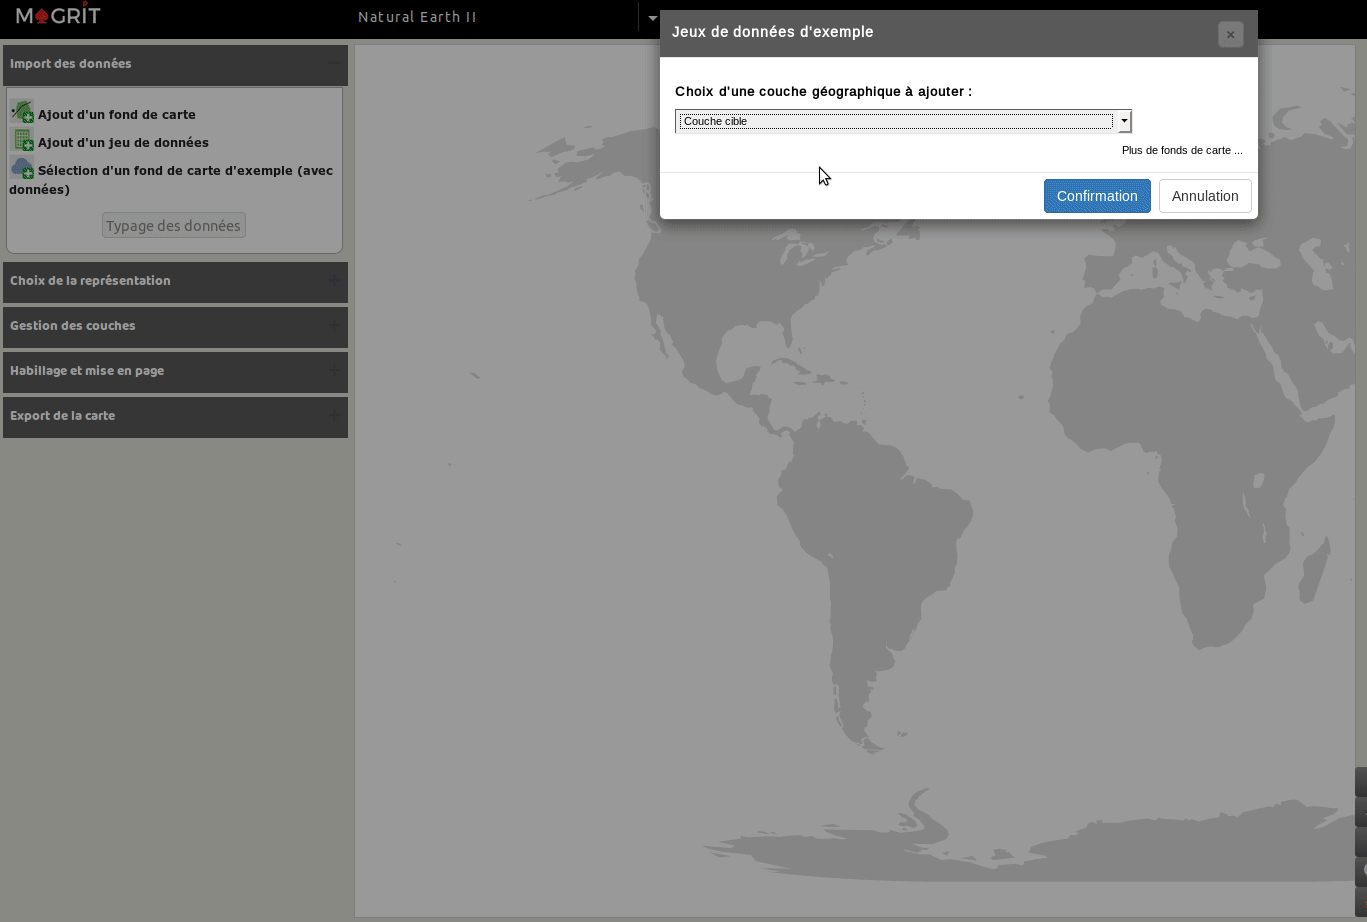 MAGRIT
Natural Earth II
Jeux de données d'exemple
×
Import des données
Choix d'une couche géographique à ajouter :
Couche cible
Plus de fonds de carte ...
Confirmation
Annulation
Ajout d'un fond de carte
Ajout d'un jeu de données
Sélection d'un fond de carte d'exemple (avec
données)
Typage des données
Choix de la représentation
Gestion des couches
Habillage et mise en page
Export de la carte